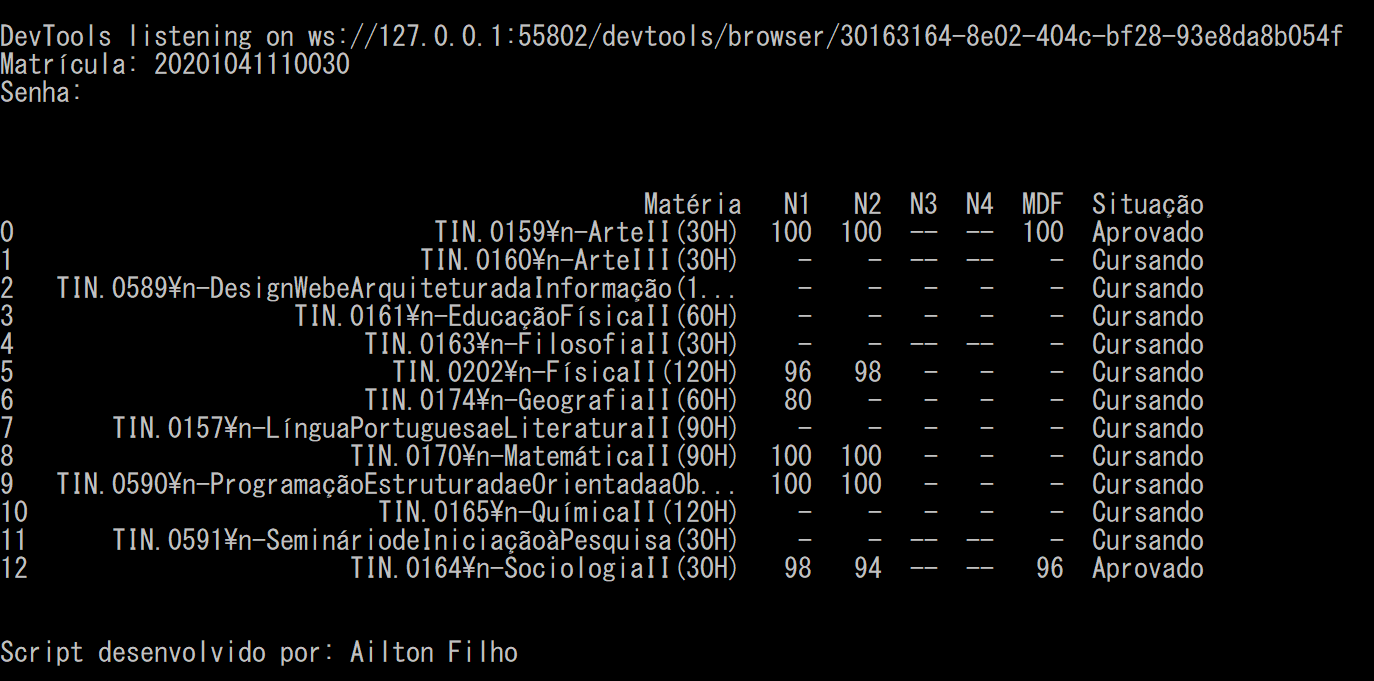 DevTools listening on ws://127.0.0.1:55802/devtools/browser/30163164-8e02-404c-bf28-93e8da8b054f
Matrícula: 20201041110030
Senha:
Matéria N1 N2 N3 N4 MDF Situação
0 TIN.0159¥n-ArteII(30H) 100 100 -- -- 100 Aprovado
1 TIN.0160¥n-ArteIII(30H) - - -- -- - Cursando
2 TIN.0589¥n-DesignWebeArquiteturadaInformação(1... - - - - - Cursando
3 TIN.0161¥n-EducaçãoFísicaII(60H) - - - - - Cursando
4 TIN.0163¥n-FilosofiaII(30H) - - -- -- - Cursando
5 TIN.0202¥n-FísicaII(120H) 96 98 - - - Cursando
6 TIN.0174¥n-GeografiaII(60H) 80 - - - - Cursando
7 TIN.0157¥n-LínguaPortuguesaeLiteraturaII(90H) - - - - - Cursando
8 TIN.0170¥n-MatemáticaII(90H) 100 100 - - - Cursando
9 TIN.0590¥n-ProgramaçãoEstruturadaeOrientadaaOb... 100 100 - - - Cursando
10 TIN.0165¥n-QuímicaII(120H) - - - - - Cursando
11 TIN.0591¥n-SemináriodeIniciaçãoàPesquisa(30H) - - -- -- - Cursando
12 TIN.0164¥n-SociologiaII(30H) 98 94 -- -- 96 Aprovado
Script desenvolvido por: Ailton Filho